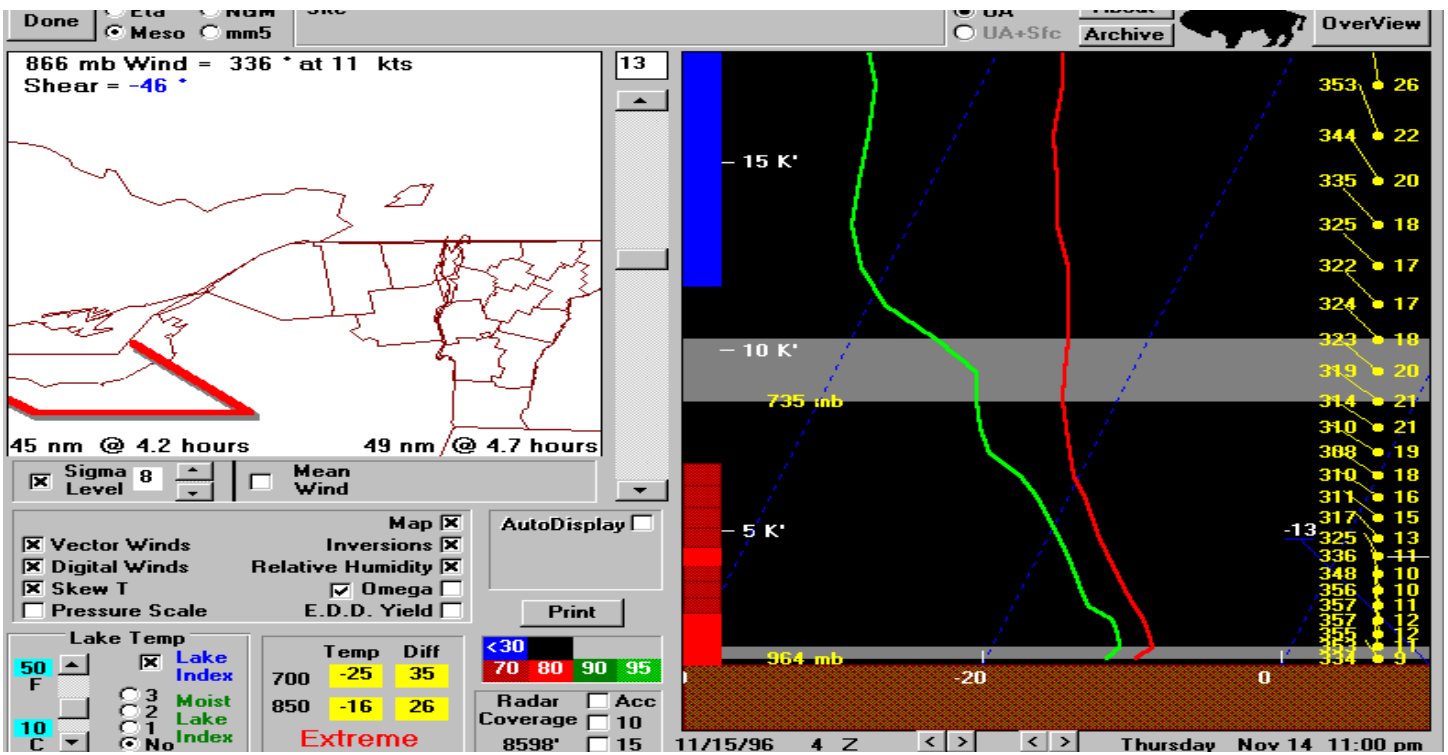 Done
Eta
NGM
Meso
mm5
Site
UA
UA+Sfc
About
Archive
OverView
866 mb Wind = 336 ° at 11 kts
Shear = -46 °
13
45 nm @ 4.2 hours
49 nm @ 4.7 hours
Sigma Level 8
Mean Wind
Map
Vector Winds
Inversions
Digital Winds
Relative Humidity
Skew T
Omega
Pressure Scale
E.D.D. Yield
AutoDisplay
Print
Lake Temp
50
F
10
C
Lake Index
3
2
1
No
Moist Lake Index
Temp Diff
700 -25 35
850 -16 26
Extreme
<30
70 80 90 95
Radar Coverage
8598'
Acc
10
15
15 K'
10 K'
735 mb
5 K'
-13
964 mb
-20
0
353 26
344 22
335 20
325 18
322 17
324 17
323 18
319 20
314 21
310 21
308 19
310 18
311 16
317 15
325 13
336 11
348 10
356 10
357 11
357 12
355 12
353 11
334 9
11/15/96 4 Z
< >
< >
Thursday Nov 14 11:00 pm